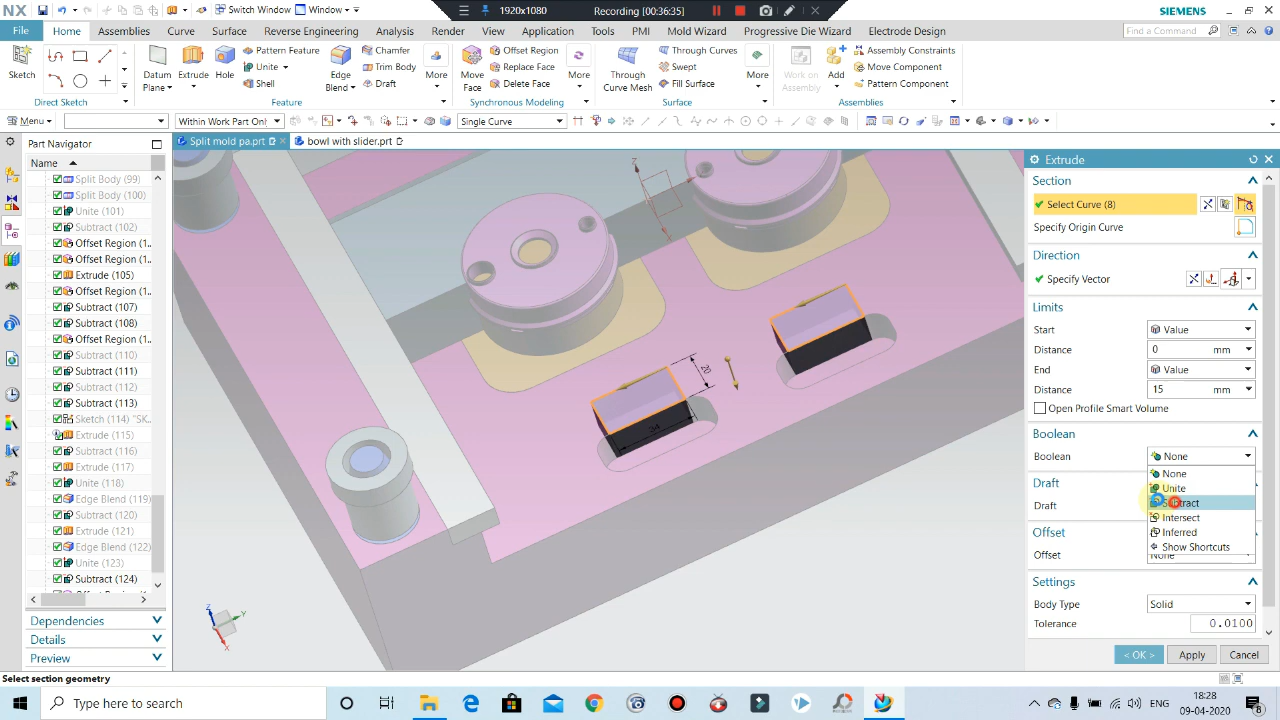 NX
Switch Window
Window
1920x1080
Recording [00:36:35]
SIEMENS
File
Home
Assemblies
Curve
Surface
Reverse Engineering
Analysis
Render
View
Application
Tools
PMI
Mold Wizard
Progressive Die Wizard
Electrode Design
Find a Command
Sketch
Direct Sketch
Datum Plane
Extrude
Hole
Pattern Feature
Unite
Shell
Edge Blend
Chamfer
Trim Body
Draft
More
Feature
Move Face
Offset Region
Replace Face
Delete Face
More
Synchronous Modeling
Through Curve Mesh
Through Curves
Swept
Fill Surface
More
Surface
Work on Assembly
Add
Assembly Constraints
Move Component
Pattern Component
Assemblies
Menu
Within Work Part Only
Single Curve
Part Navigator
Split mold pa.prt
bowl with slider.prt
Name
Split Body (99)
Split Body (100)
Unite (101)
Subtract (102)
Offset Region (1...
Offset Region (1...
Extrude (105)
Offset Region (1...
Subtract (107)
Subtract (108)
Offset Region (1...
Subtract (110)
Subtract (111)
Subtract (112)
Subtract (113)
Sketch (114) "SK...
Extrude (115)
Subtract (116)
Extrude (117)
Unite (118)
Edge Blend (119)
Subtract (120)
Extrude (121)
Edge Blend (122)
Unite (123)
Subtract (124)
Dependencies
Details
Preview
Z
20
34
Z
Y
X
Extrude
Section
Select Curve (8)
Specify Origin Curve
Direction
Specify Vector
Limits
Start
Value
Distance
0
mm
End
Value
Distance
15
mm
Open Profile Smart Volume
Boolean
Boolean
None
None
Unite
Subtract
Intersect
Inferred
Show Shortcuts
Draft
Draft
Offset
Offset
None
Settings
Body Type
Solid
Tolerance
0.0100
< OK >
Apply
Cancel
Select section geometry
Type here to search
ENG
18:28
09-04-2020